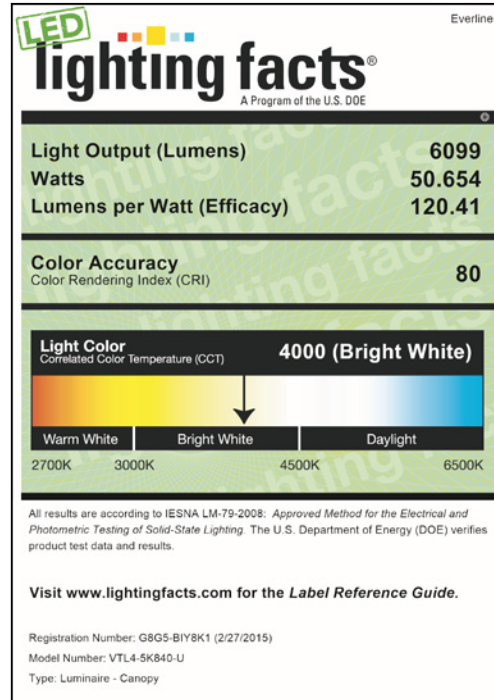 LED
Everline
lighting facts®
A Program of the U.S. DOE
Light Output (Lumens) 6099
Watts 50.654
Lumens per Watt (Efficacy) 120.41
Color Accuracy
Color Rendering Index (CRI) 80
Light Color
Correlated Color Temperature (CCT) 4000 (Bright White)
Warm White Bright White Daylight
2700K 3000K 4500K 6500K
All results are according to IESNA LM-79-2008: Approved Method for the Electrical and
Photometric Testing of Solid-State Lighting. The U.S. Department of Energy (DOE) verifies
product test data and results.
Visit www.lightingfacts.com for the Label Reference Guide.
Registration Number: G8G5-BIY8K1 (2/27/2015)
Model Number: VTL4-5K840-U
Type: Luminaire - Canopy